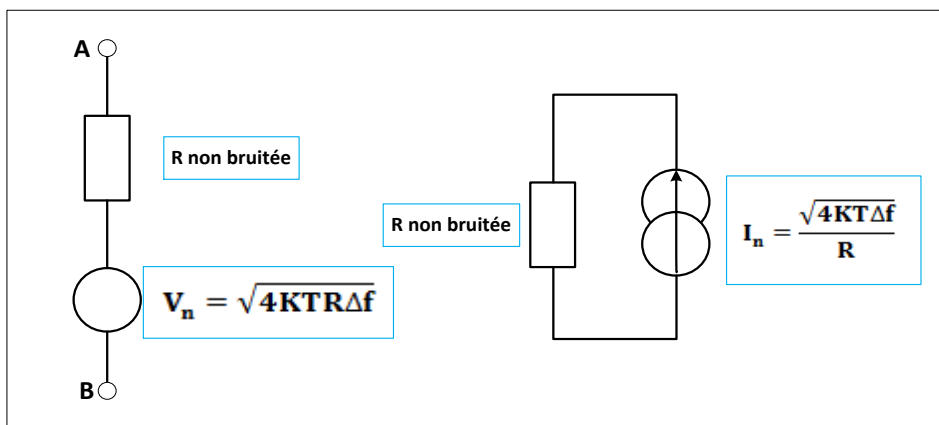 A
R non bruitée
Vₙ = √4KTRΔf
B
R non bruitée
Iₙ = √4KTΔf / R